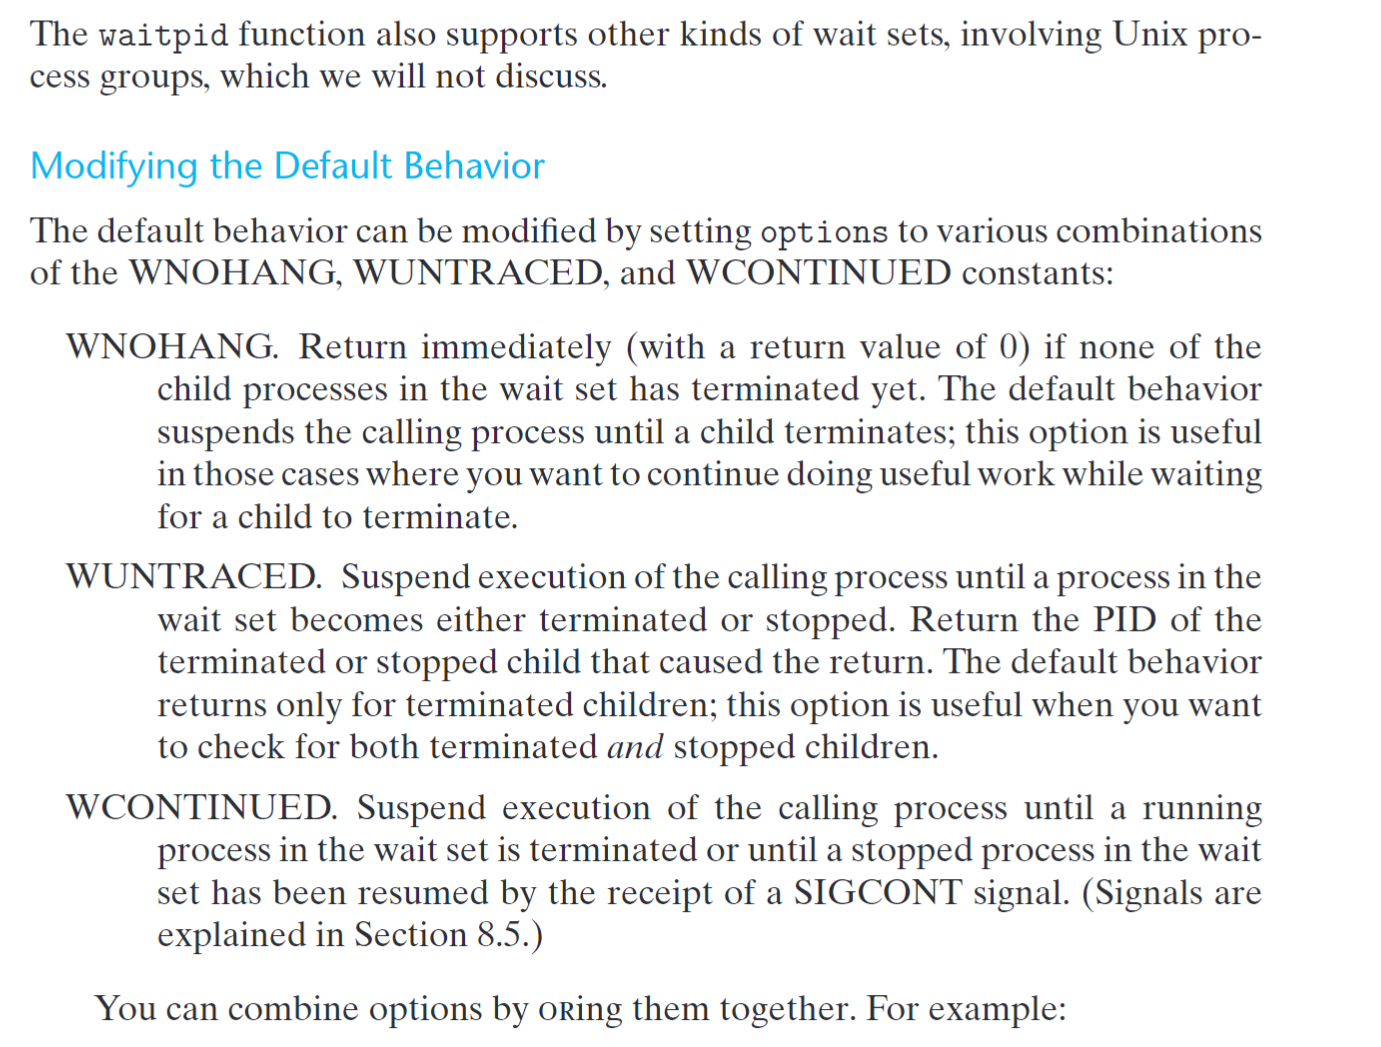 The waitpid function also supports other kinds of wait sets, involving Unix pro-
cess groups, which we will not discuss.
Modifying the Default Behavior
The default behavior can be modified by setting options to various combinations
of the WNOHANG, WUNTRACED, and WCONTINUED constants:
WNOHANG. Return immediately (with a return value of 0) if none of the
child processes in the wait set has terminated yet. The default behavior
suspends the calling process until a child terminates; this option is useful
in those cases where you want to continue doing useful work while waiting
for a child to terminate.
WUNTRACED. Suspend execution of the calling process until a process in the
wait set becomes either terminated or stopped. Return the PID of the
terminated or stopped child that caused the return. The default behavior
returns only for terminated children; this option is useful when you want
to check for both terminated and stopped children.
WCONTINUED. Suspend execution of the calling process until a running
process in the wait set is terminated or until a stopped process in the wait
set has been resumed by the receipt of a SIGCONT signal. (Signals are
explained in Section 8.5.)
You can combine options by ORing them together. For example: